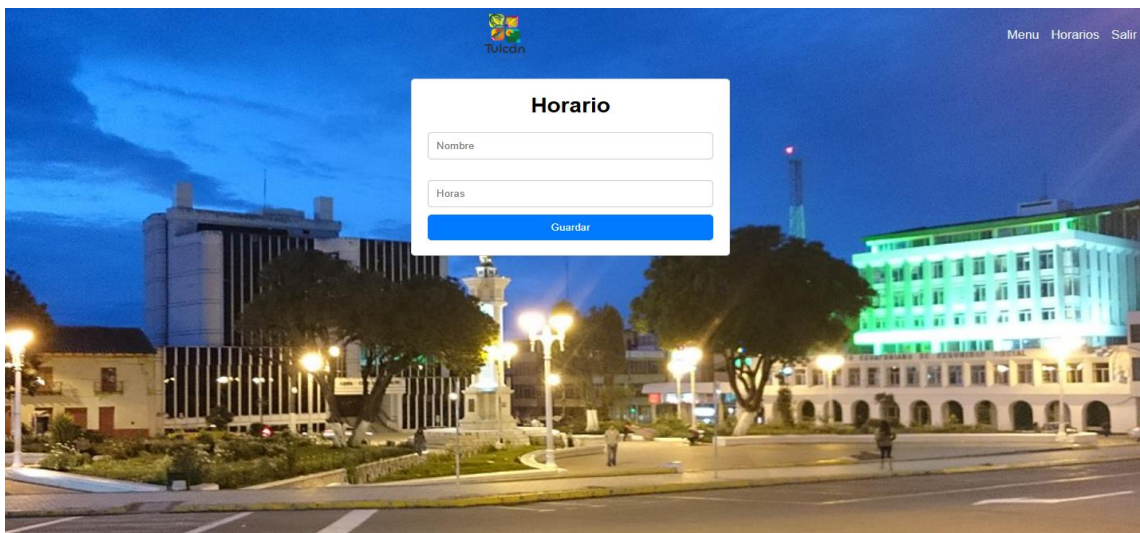 Tulcán
Menu Horarios Salir
Horario
Nombre
Horas
Guardar